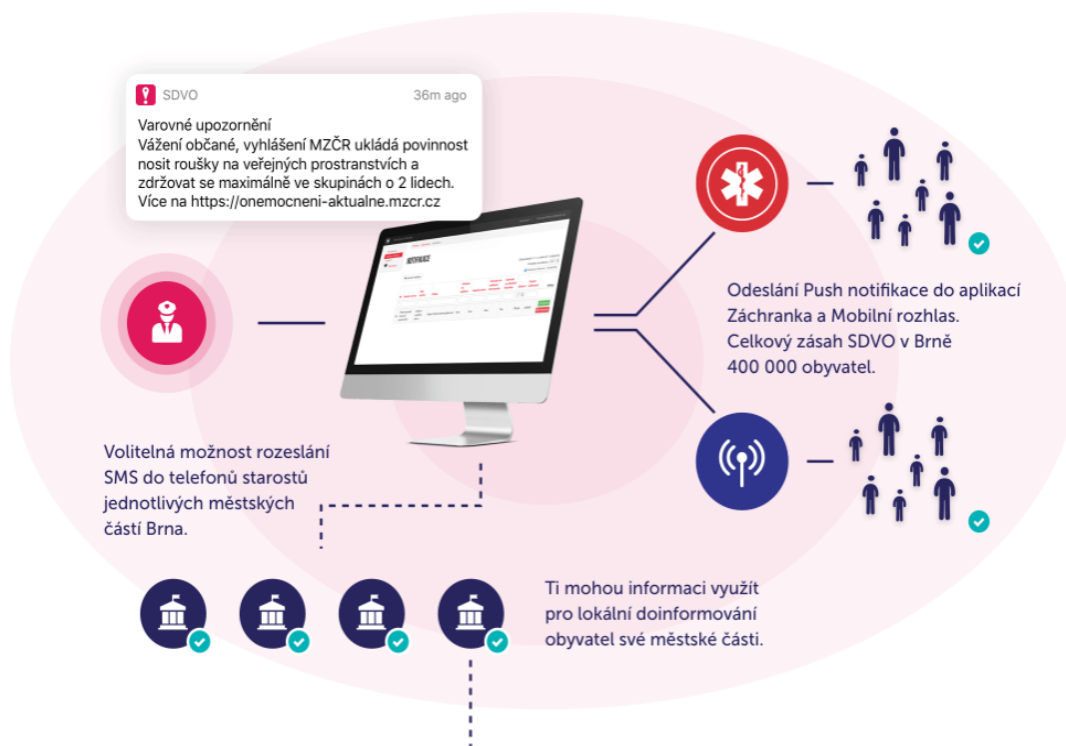 SDVO
36m ago
Varovné upozornění
Vážení občané, vyhlášení MZČR ukládá povinnost
nosit roušky na veřejných prostranstvích a
zdržovat se maximálně ve skupinách o 2 lidech.
Více na https://onemocneni-aktualne.mzcr.cz
NOTIFIKACE
Odeslání Push notifikace do aplikací
Záchranka a Mobilní rozhlas.
Celkový zásah SDVO v Brně
400 000 obyvatel.
Volitelná možnost rozeslání
SMS do telefonů starostů
jednotlivých městských
částí Brna.
Ti mohou informaci využít
pro lokální doinformování
obyvatel své městské části.